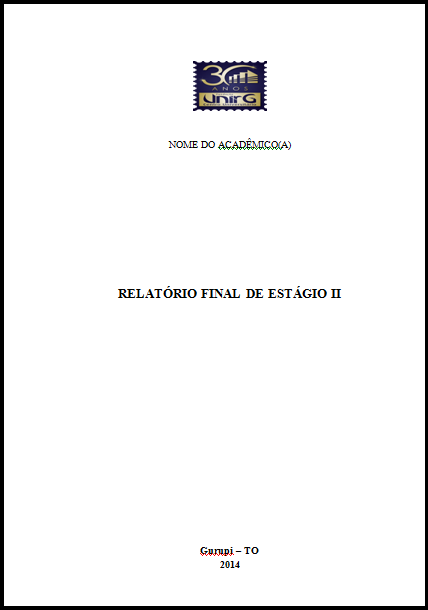 30
ANOS
UnirG
NOME DO ACADÊMICO(A)
RELATÓRIO FINAL DE ESTÁGIO II
Gurupi – TO
2014